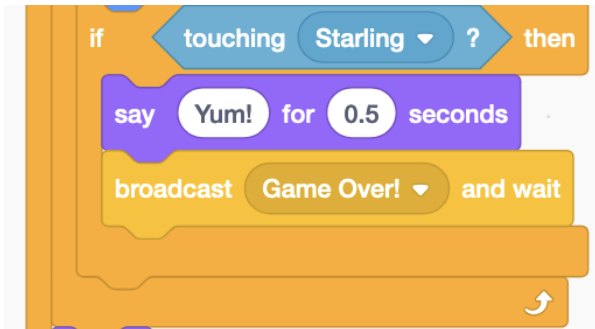 if touching Starling ? then
say Yum! for 0.5 seconds
broadcast Game Over! and wait